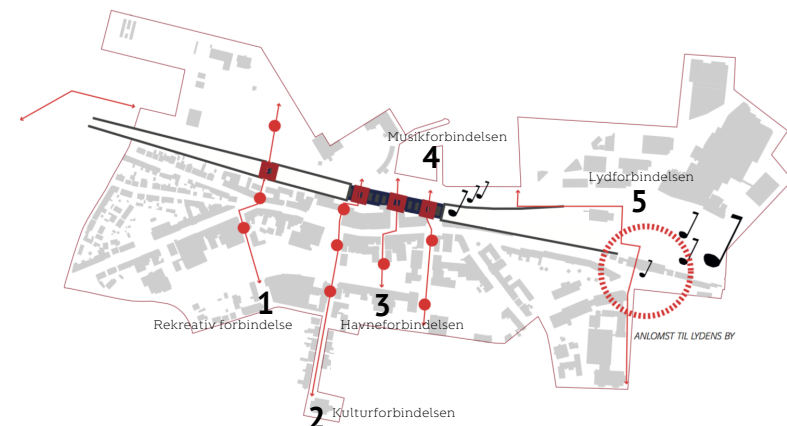 Musikforbindelsen
4
Lydforbindelsen
5
1
Rekreativ forbindelse
3
Havneforbindelsen
ANLOMST TIL LYDENS BY
2 Kulturforbindelsen